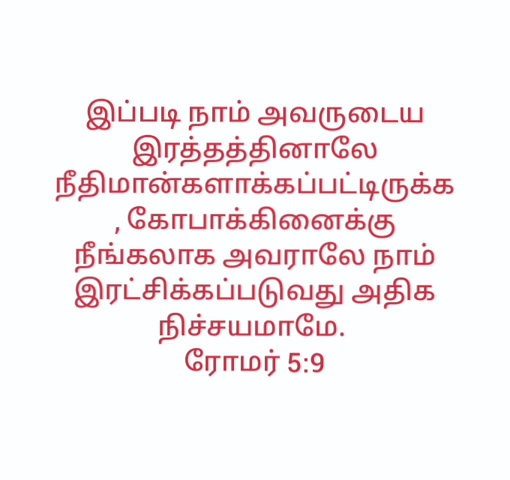 இப்படி நாம் அவருடைய
இரத்தத்தினாலே
நீதிமான்களாக்கப்பட்டிருக்க
, கோபாக்கினைக்கு
நீங்கலாக அவராலே நாம்
இரட்சிக்கப்படுவது அதிக
நிச்சயமாமே.
ரோமர் 5:9